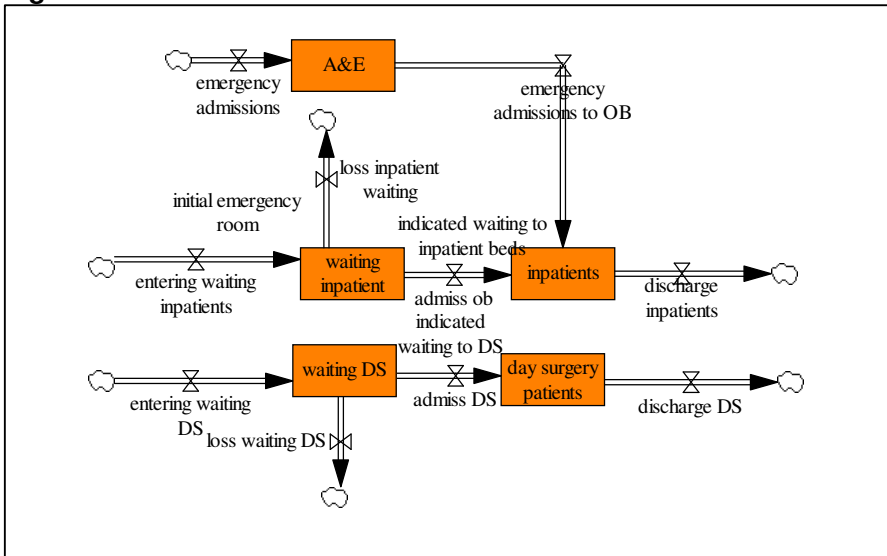 A&E
emergency
admissions
emergency
admissions to OB
loss inpatient
waiting
initial emergency
room
indicated waiting to
inpatient beds
waiting
inpatient
inpatients
entering waiting
inpatients
admiss ob
discharge
inpatients
indicated
waiting to DS
waiting DS
day surgery
patients
entering waiting
DS
admiss DS
discharge DS
loss waiting DS